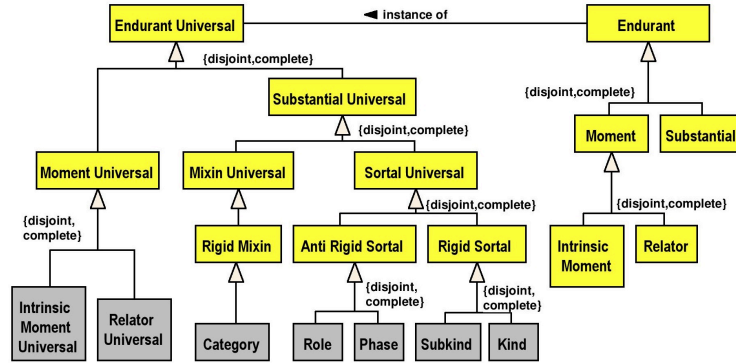 Endurant Universal
instance of
Endurant
{disjoint,complete}
Substantial Universal
{disjoint,complete}
{disjoint,complete}
Moment
Substantial
Moment Universal
Mixin Universal
Sortal Universal
{disjoint,
complete}
{disjoint,complete}
{disjoint,complete}
Rigid Mixin
Anti Rigid Sortal
Rigid Sortal
Intrinsic
Moment
Relator
{disjoint,
complete}
{disjoint,
complete}
Intrinsic
Moment
Universal
Relator
Universal
Category
Role
Phase
Subkind
Kind